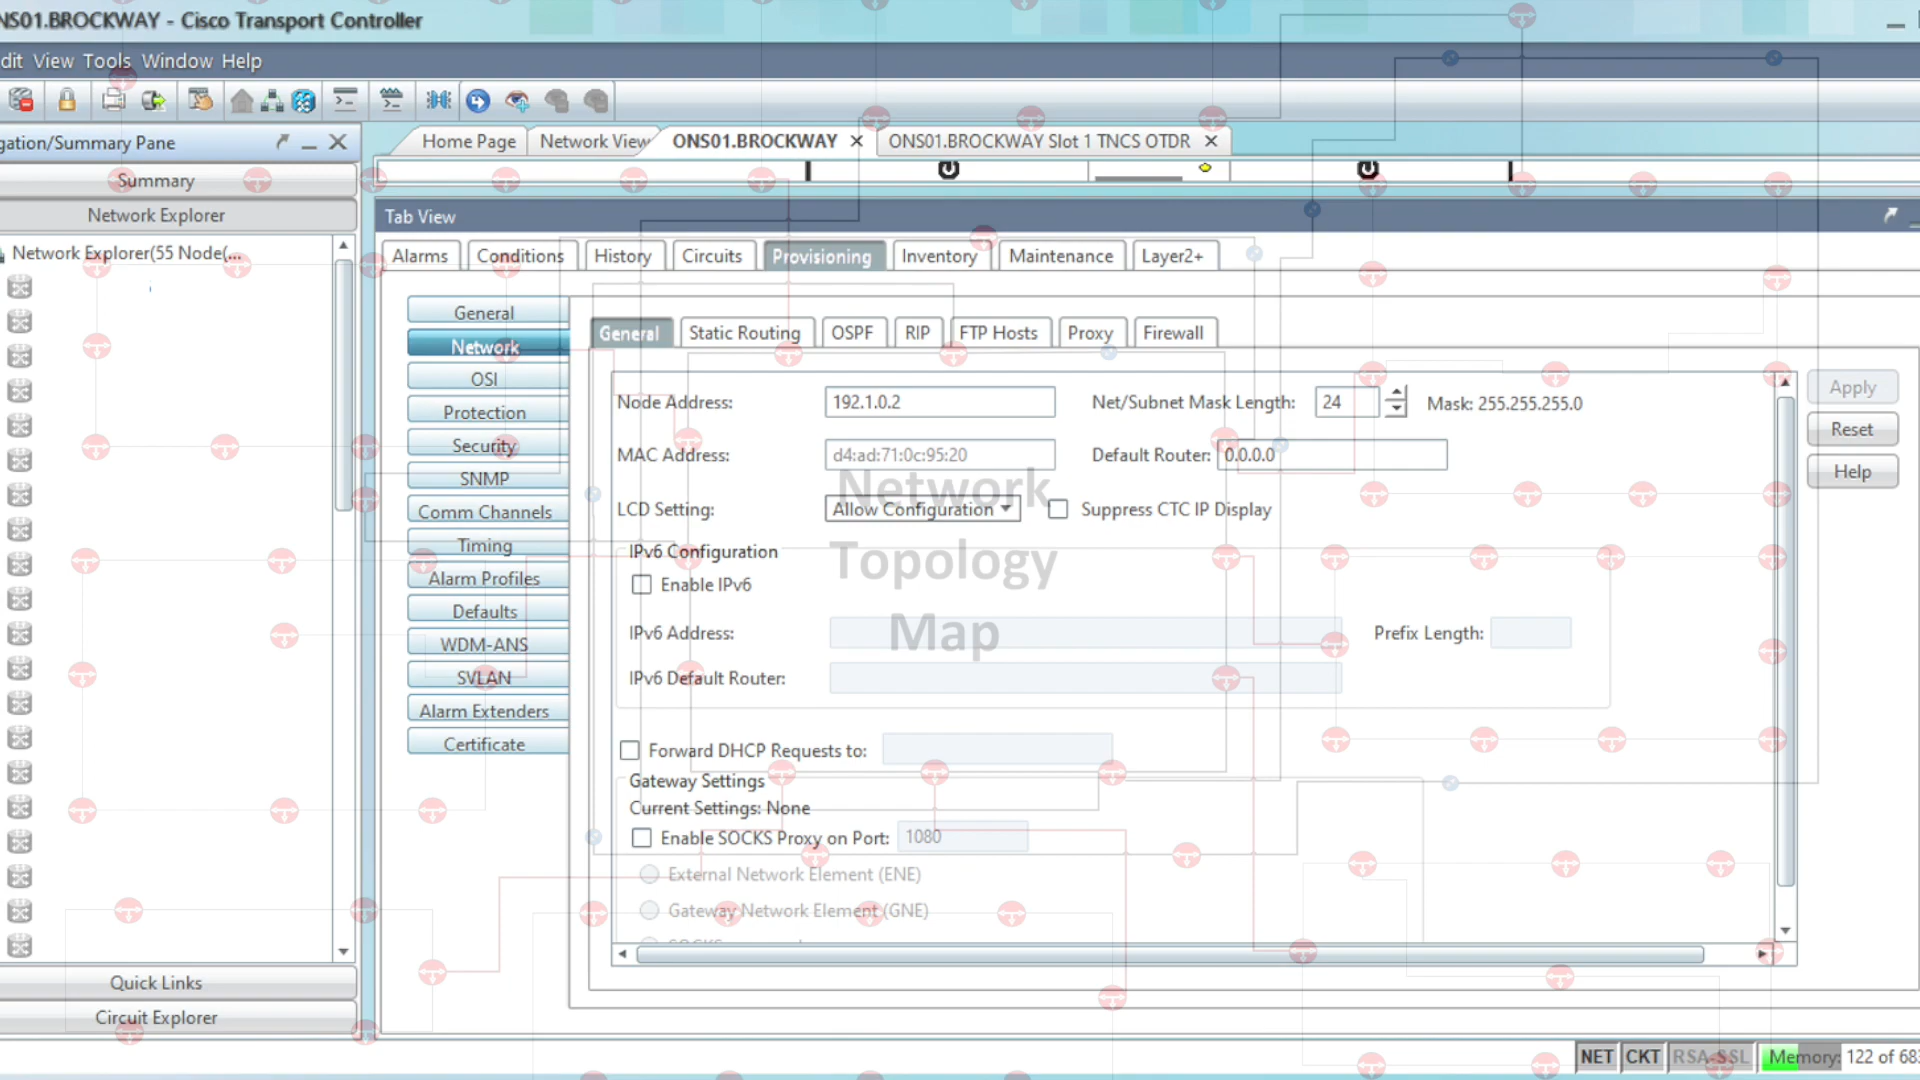 NS01.BROCKWAY - Cisco Transport Controller
dit View Tools Window Help
gation/Summary Pane
Home Page
Network View
ONS01.BROCKWAY
ONS01.BROCKWAY Slot 1 TNCS OTDR
Summary
Network Explorer
Network Explorer(55 Node(...
Quick Links
Circuit Explorer
Tab View
Alarms
Conditions
History
Circuits
Provisioning
Inventory
Maintenance
Layer2+
General
Network
OSI
Protection
Security
SNMP
Comm Channels
Timing
Alarm Profiles
Defaults
WDM-ANS
SVLAN
Alarm Extenders
Certificate
General
Static Routing
OSPF
RIP
FTP Hosts
Proxy
Firewall
Node Address: 192.1.0.2
Net/Subnet Mask Length: 24 Mask: 255.255.255.0
MAC Address: d4:ad:71:0c:95:20
Default Router: 0.0.0.0
LCD Setting: Allow Configuration
Suppress CTC IP Display
IPv6 Configuration
Enable IPv6
IPv6 Address:
Prefix Length:
IPv6 Default Router:
Forward DHCP Requests to:
Gateway Settings
Current Settings: None
Enable SOCKS Proxy on Port: 1080
External Network Element (ENE)
Gateway Network Element (GNE)
Apply
Reset
Help
Network
Topology
Map
NET CKT RSA-SSL Memory: 122 of 683